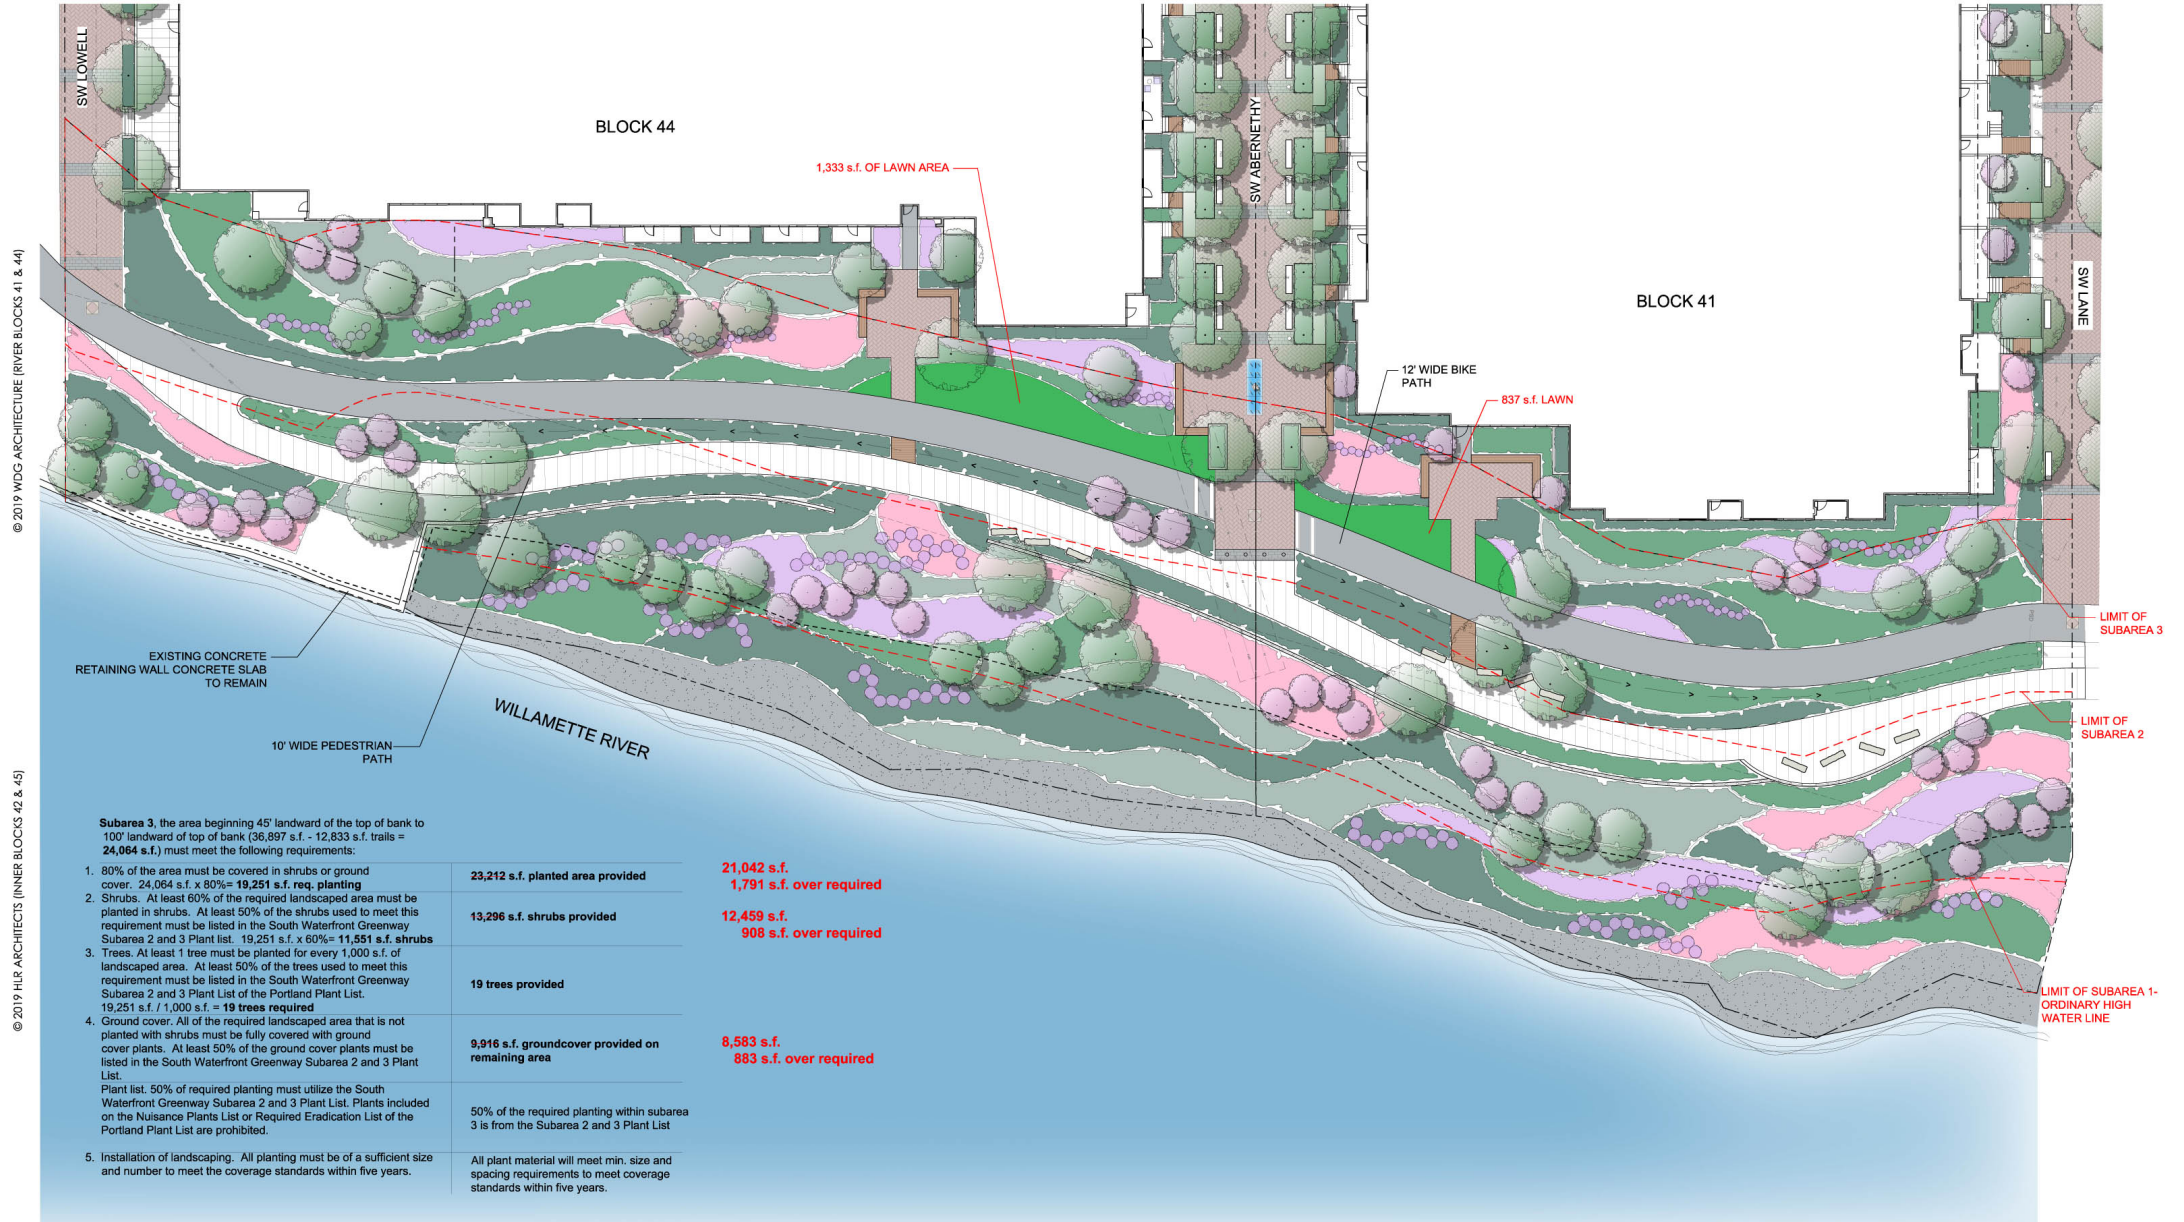 SW LOWELL
BLOCK 44
1,333 s.f. OF LAWN AREA
SW ABERNETHY
BLOCK 41
SW LANE
12' WIDE BIKE
PATH
837 s.f. LAWN
© 2019 WDG ARCHITECTURE (RIVER BLOCKS 41 & 44)
LIMIT OF
SUBAREA 3
EXISTING CONCRETE
RETAINING WALL CONCRETE SLAB
TO REMAIN
WILLAMETTE RIVER
10' WIDE PEDESTRIAN
PATH
LIMIT OF
SUBAREA 2
© 2019 HLR ARCHITECTS (INNER BLOCKS 42 & 45)
LIMIT OF SUBAREA 1-
ORDINARY HIGH
WATER LINE
Subarea 3, the area beginning 45' landward of the top of bank to
100' landward of top of bank (36,897 s.f. - 12,833 s.f. trails =
24,064 s.f.) must meet the following requirements:
1. 80% of the area must be covered in shrubs or ground
cover. 24,064 s.f. x 80%= 19,251 s.f. req. planting
23,212 s.f. planted area provided
21,042 s.f.
1,791 s.f. over required
2. Shrubs. At least 60% of the required landscaped area must be
planted in shrubs. At least 50% of the shrubs used to meet this
requirement must be listed in the South Waterfront Greenway
Subarea 2 and 3 Plant list. 19,251 s.f. x 60%= 11,551 s.f. shrubs
13,296 s.f. shrubs provided
12,459 s.f.
908 s.f. over required
3. Trees. At least 1 tree must be planted for every 1,000 s.f. of
landscaped area. At least 50% of the trees used to meet this
requirement must be listed in the South Waterfront Greenway
Subarea 2 and 3 Plant List of the Portland Plant List.
19,251 s.f. / 1,000 s.f. = 19 trees required
19 trees provided
4. Ground cover. All of the required landscaped area that is not
planted with shrubs must be fully covered with ground
cover plants. At least 50% of the ground cover plants must be
listed in the South Waterfront Greenway Subarea 2 and 3 Plant
List.
9,916 s.f. groundcover provided on
remaining area
8,583 s.f.
883 s.f. over required
Plant list. 50% of required planting must utilize the South
Waterfront Greenway Subarea 2 and 3 Plant List. Plants included
on the Nuisance Plants List or Required Eradication List of the
Portland Plant List are prohibited.
50% of the required planting within subarea
3 is from the Subarea 2 and 3 Plant List
5. Installation of landscaping. All planting must be of a sufficient size
and number to meet the coverage standards within five years.
All plant material will meet min. size and
spacing requirements to meet coverage
standards within five years.